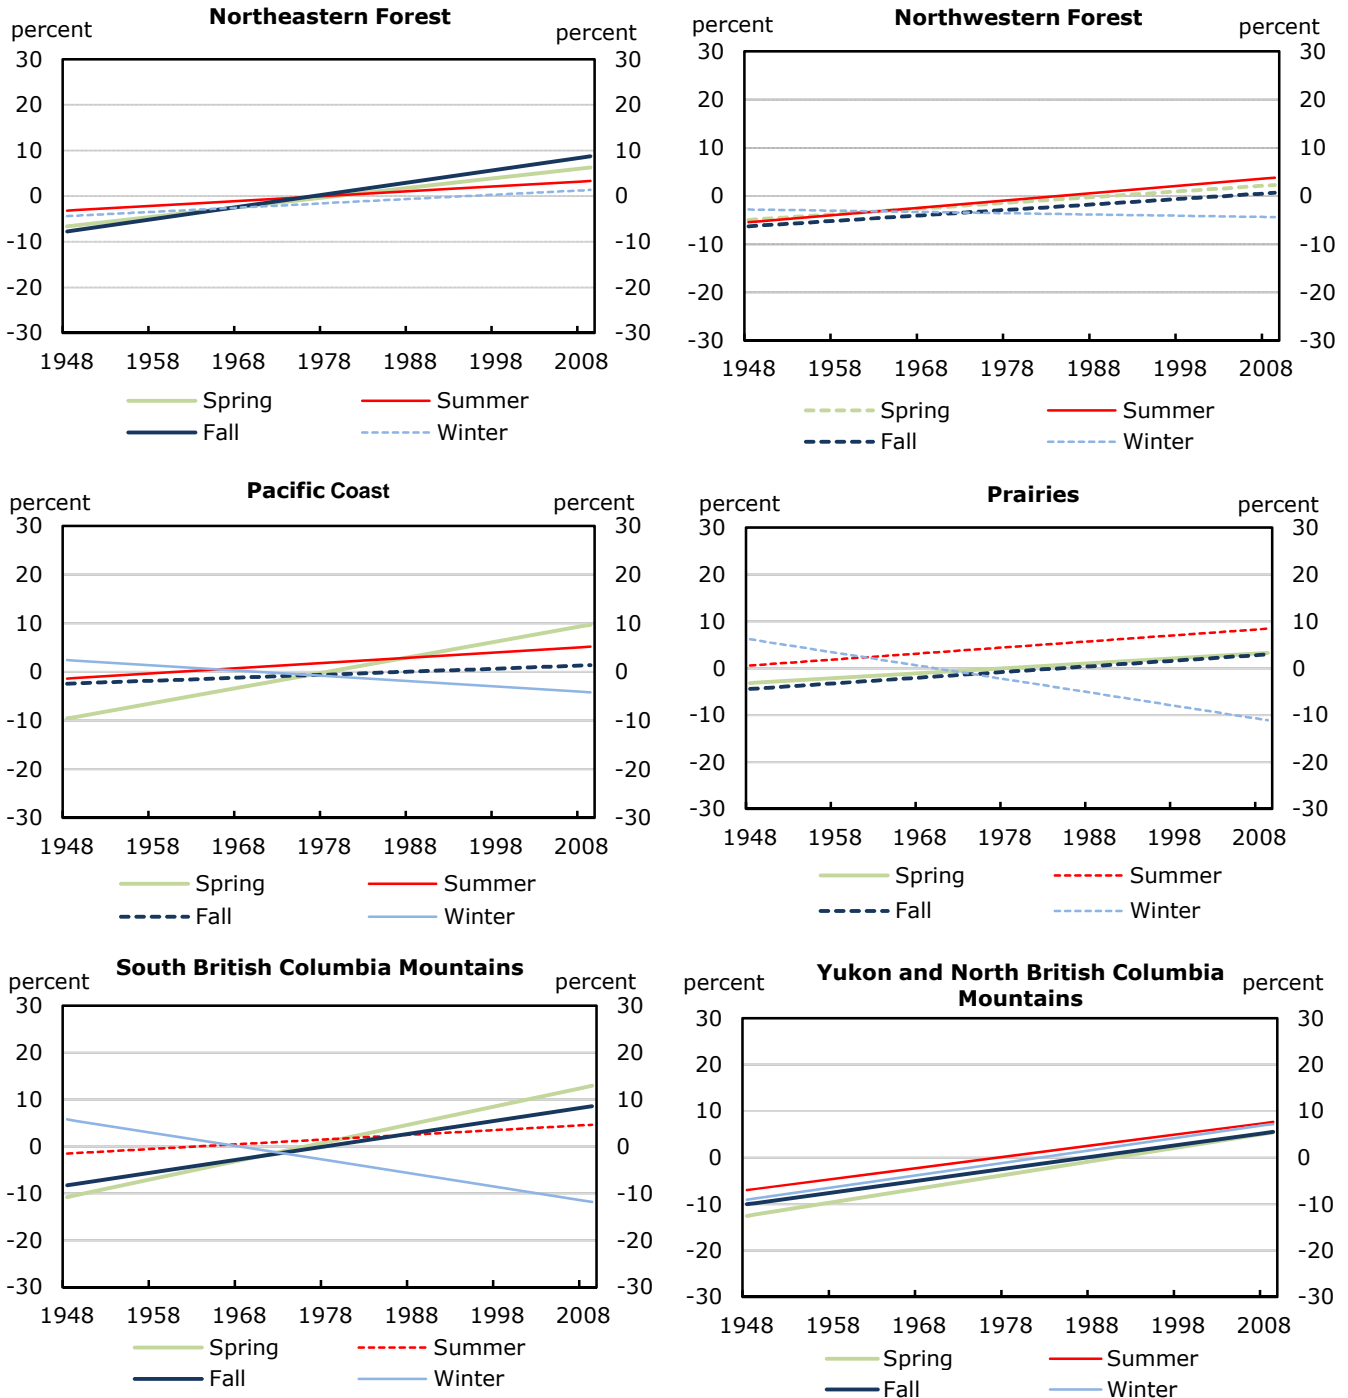 Northeastern Forest
percent percent
30 30
20 20
10 10
0 0
-10 -10
-20 -20
-30 -30
1948 1958 1968 1978 1988 1998 2008
Spring Summer
Fall Winter
Northwestern Forest
percent percent
30 30
20 20
10 10
0 0
-10 -10
-20 -20
-30 -30
1948 1958 1968 1978 1988 1998 2008
Spring Summer
Fall Winter
Pacific Coast
percent percent
30 30
20 20
10 10
0 0
-10 -10
-20 -20
-30 -30
1948 1958 1968 1978 1988 1998 2008
Spring Summer
Fall Winter
Prairies
percent percent
30 30
20 20
10 10
0 0
-10 -10
-20 -20
-30 -30
1948 1958 1968 1978 1988 1998 2008
Spring Summer
Fall Winter
South British Columbia Mountains
percent percent
30 30
20 20
10 10
0 0
-10 -10
-20 -20
-30 -30
1948 1958 1968 1978 1988 1998 2008
Spring Summer
Fall Winter
Yukon and North British Columbia
Mountains
percent percent
30 30
20 20
10 10
0 0
-10 -10
-20 -20
-30 -30
1948 1958 1968 1978 1988 1998 2008
Spring Summer
Fall Winter